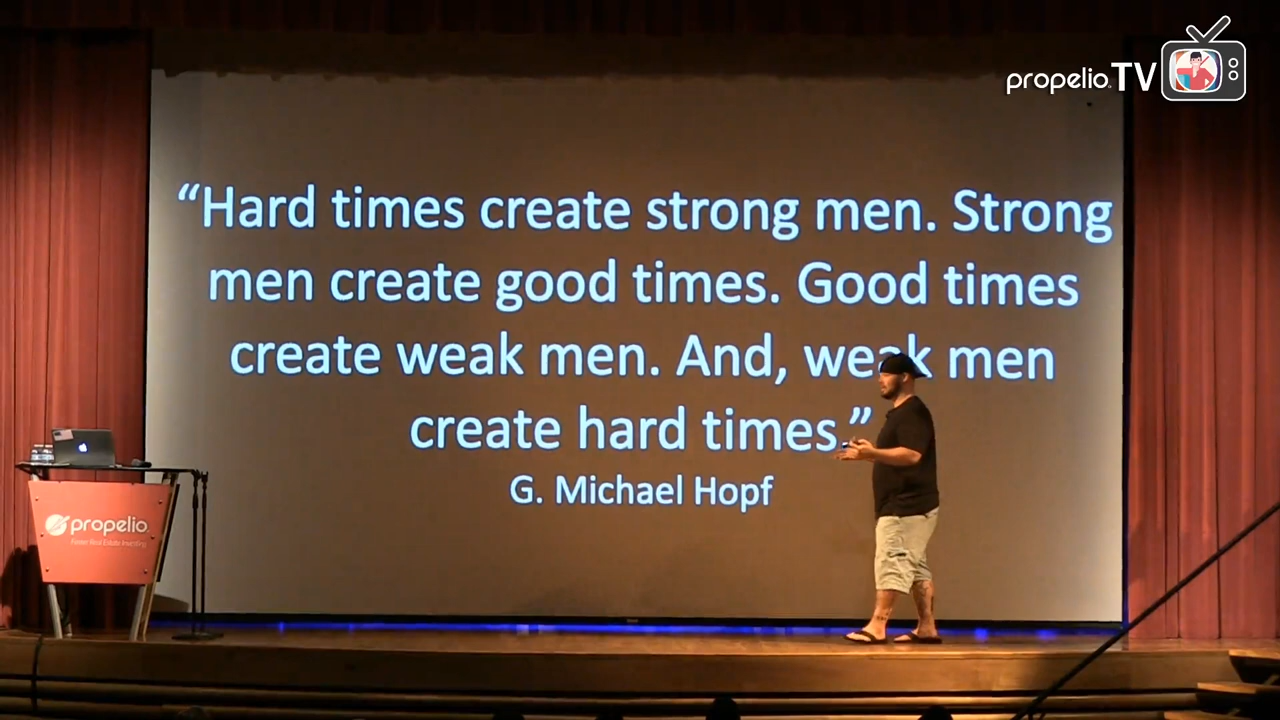 propelio TV
“Hard times create strong men. Strong
men create good times. Good times
create weak men. And, weak men
create hard times.”
G. Michael Hopf
propelio